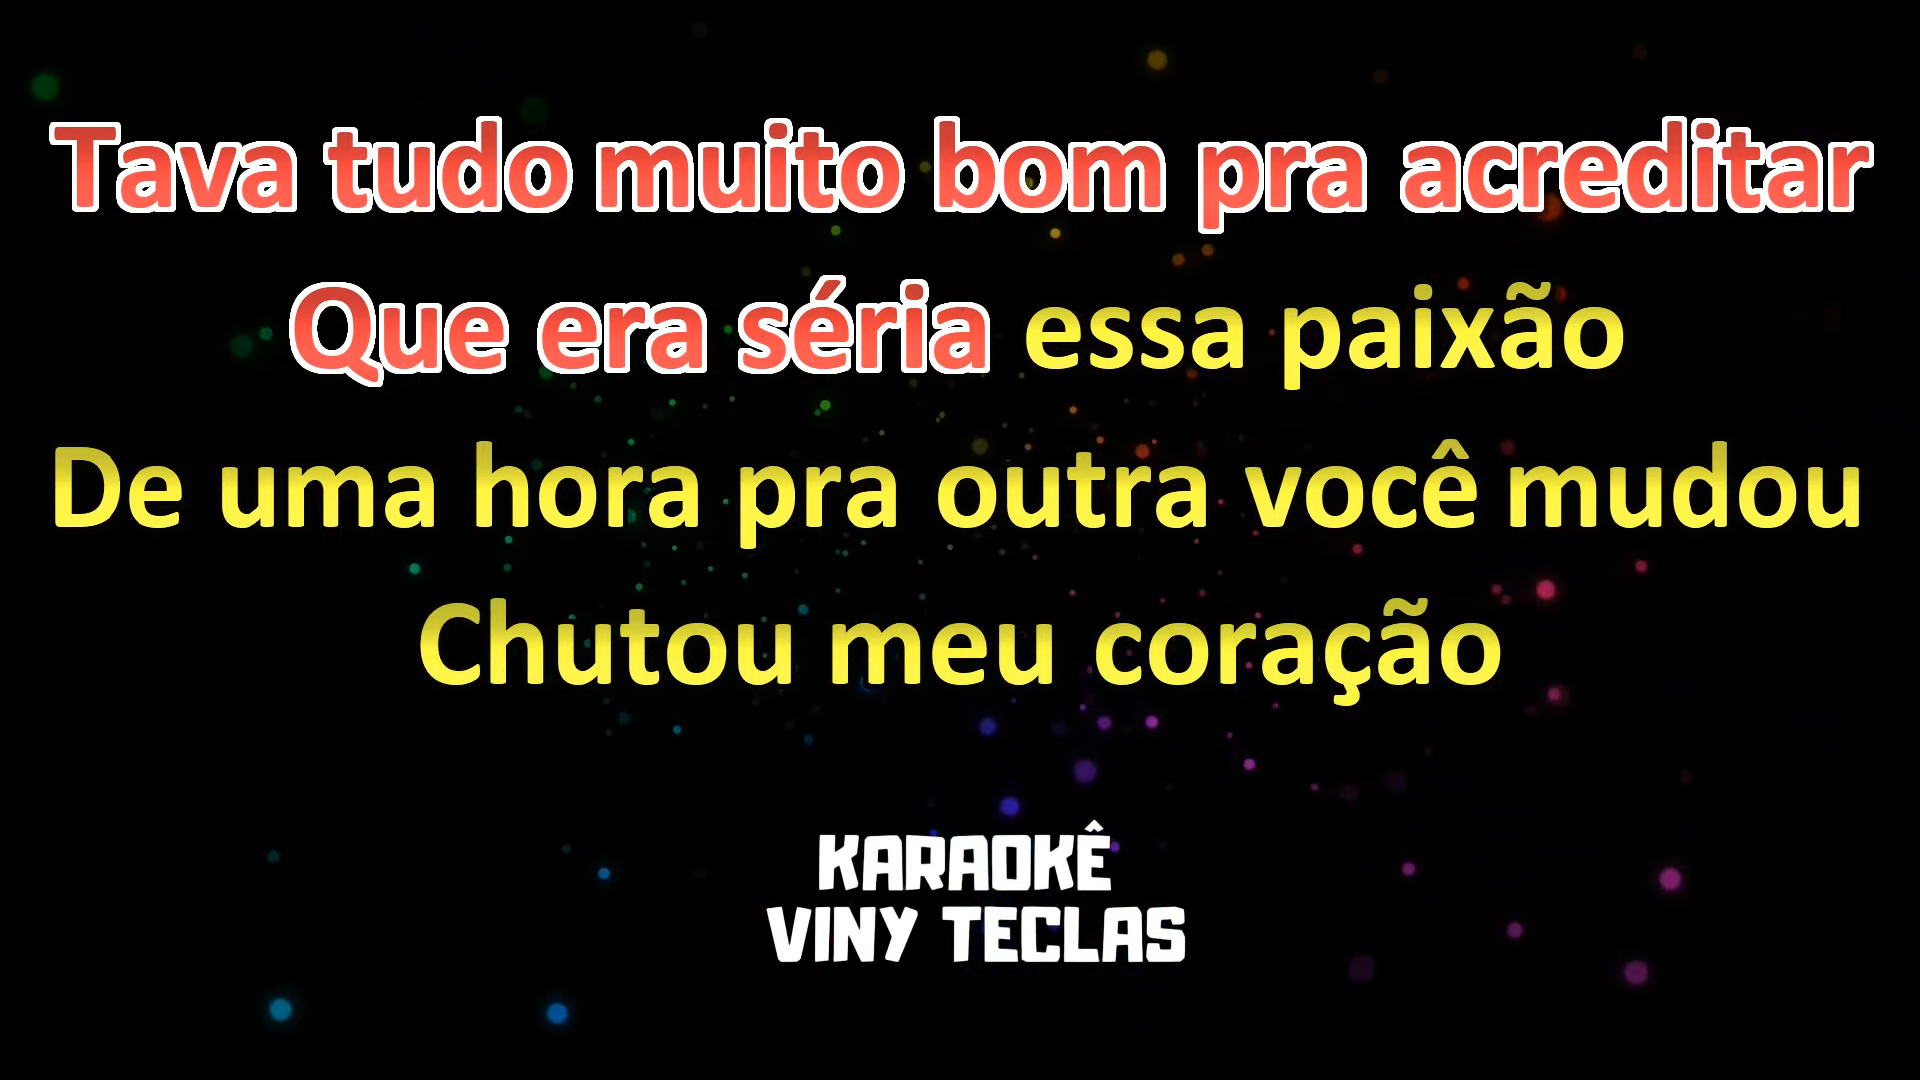 Tava tudo muito bom pra acreditar
Que era séria essa paixão
De uma hora pra outra você mudou
Chutou meu coração
KARAOKÊ
VINY TECLAS